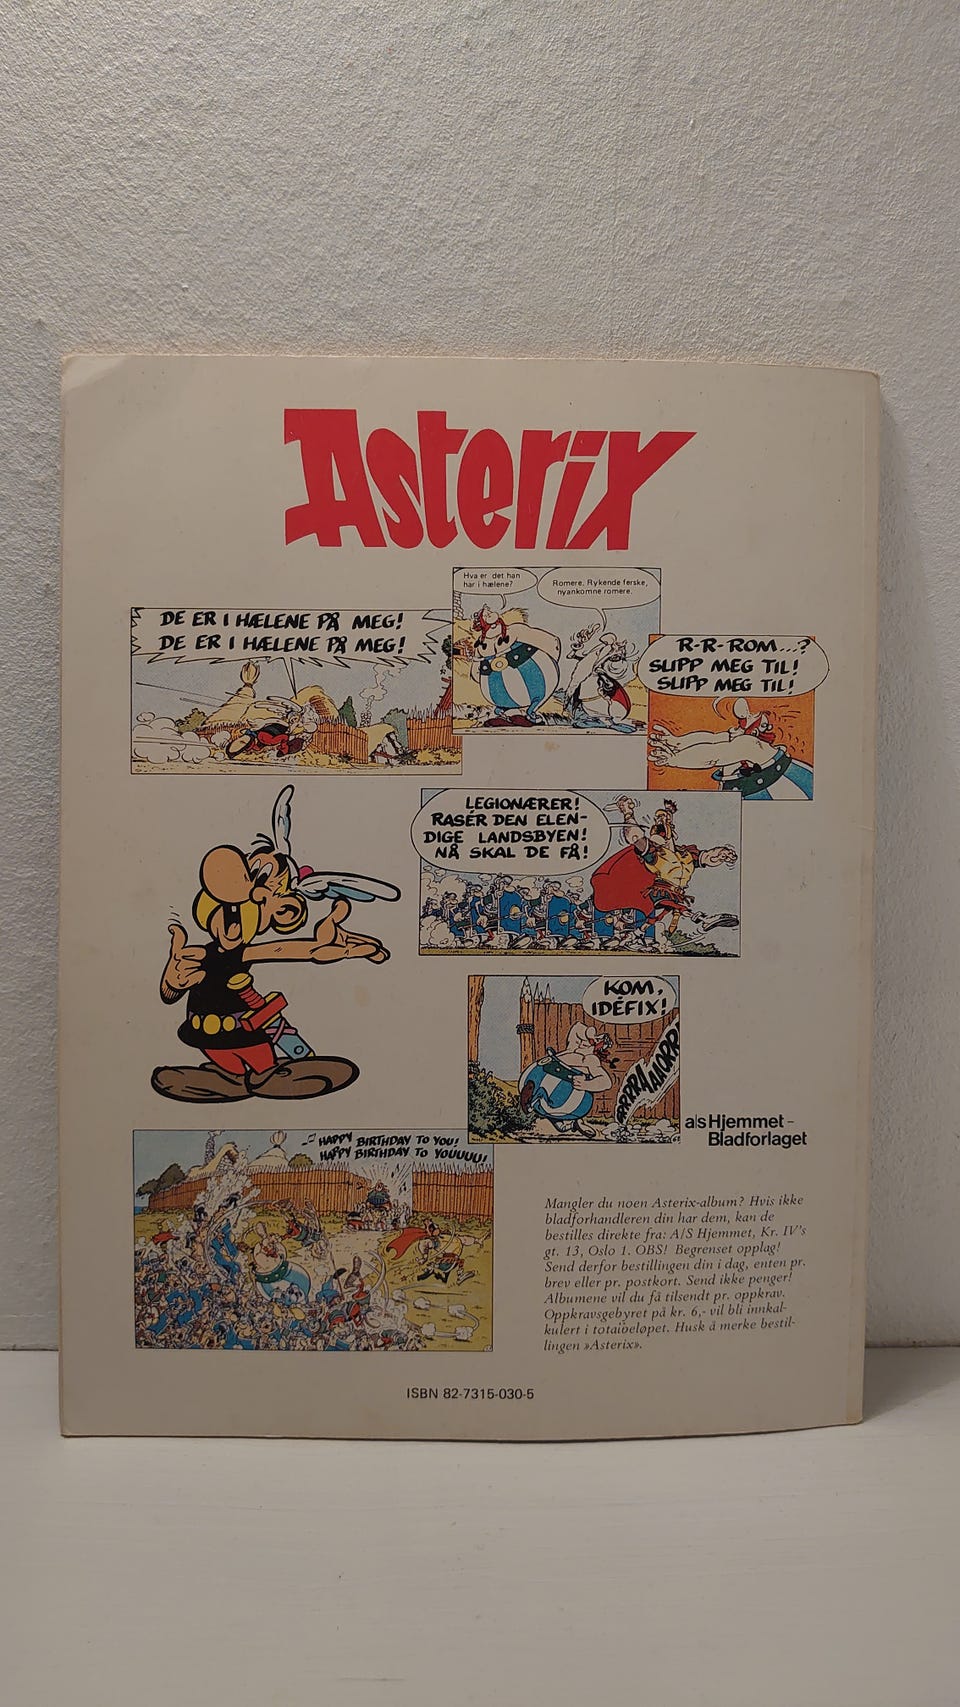 Asterix
DE ER I HÆLENE PÅ MEG!
DE ER I HÆLENE PÅ MEG!
Hva er det han
har i hælene?
Romere. Rykende ferske,
nyankomne romere.
R-R-ROM...?
SLIPP MEG TIL!
SLIPP MEG TIL!
LEGIONÆRER!
RASÉR DEN ELEN-
DIGE LANDSBYEN!
NÅ SKAL DE FÅ!
KOM,
IDÉFIX!
a|s Hjemmet-
Bladforlaget
HAPPY BIRTHDAY TO YOU!
HAPPY BIRTHDAY TO YOUUUU!
Mangler du noen Asterix-album? Hvis ikke
bladforhandleren din har dem, kan de
bestilles direkte fra: A/S Hjemmet, Kr. IV's
gt. 13, Oslo 1. OBS! Begrenset opplag!
Send derfor bestillingen din i dag, enten pr.
brev eller pr. postkort. Send ikke penger!
Albumene vil du få tilsendt pr. oppkrav.
Oppkravsgebyret på kr. 6,- vil bli innkal-
kulert i totalbeløpet. Husk å merke bestil-
lingen »Asterix«.
ISBN 82-7315-030-5